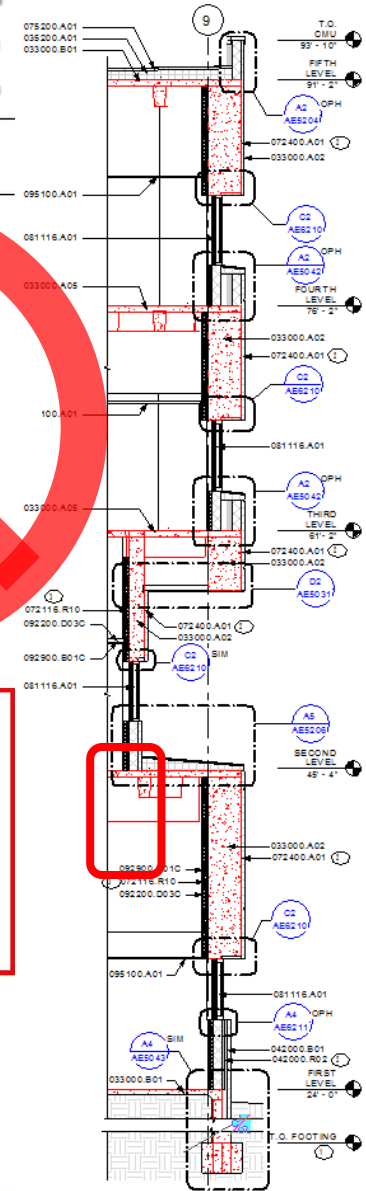 9
075200.A01
035200.A01
033000.B01
T.O.
CMU
93' - 10"
FIFTH
LEVEL
91' - 2"
A2
AE5204
OPH
072400.A01
033000.A02
095100.A01
C2
AE6210
081116.A01
A2
AE5042
OPH
033000.A05
FOURTH
LEVEL
76' - 2"
033000.A02
072400.A01
C2
AE6210
100.A01
081116.A01
A2
AE5042
OPH
033000.A05
THIRD
LEVEL
61' - 2"
072400.A01
033000.A02
D2
AE5031
072116.R10
092200.D03C
072400.A01
033000.A02
092900.B01C
C2
AE6210
SIM
081116.A01
A5
AE5206
SECOND
LEVEL
45' - 4"
033000.A02
072400.A01
092900.B01C
072116.R10
092200.D03C
C2
AE6210
095100.A01
081116.A01
A4
AE6211
OPH
A4
AE5043
SIM
042000.B01
042000.R02
033000.B01
FIRST
LEVEL
24' - 0"
T.O. FOOTING